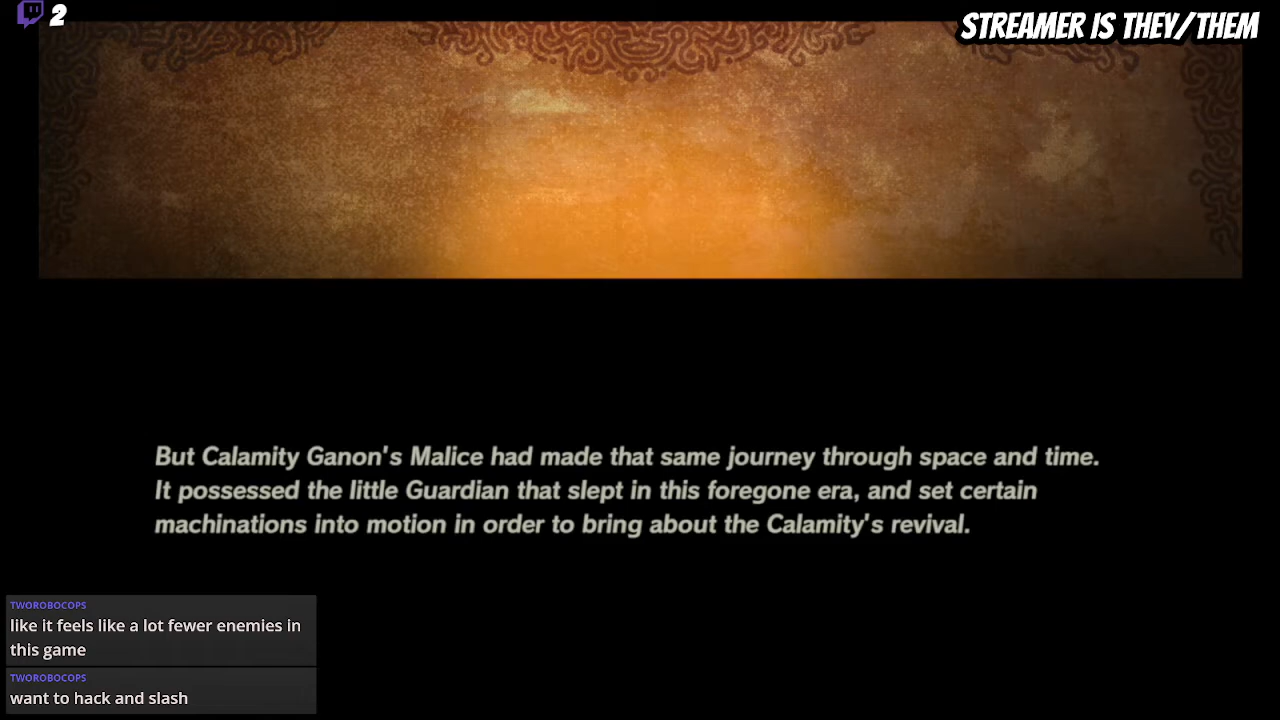 2
STREAMER IS THEY/THEM
But Calamity Ganon's Malice had made that same journey through space and time.
It possessed the little Guardian that slept in this foregone era, and set certain
machinations into motion in order to bring about the Calamity's revival.
TWOROBOCOPS
like it feels like a lot fewer enemies in
this game
TWOROBOCOPS
want to hack and slash